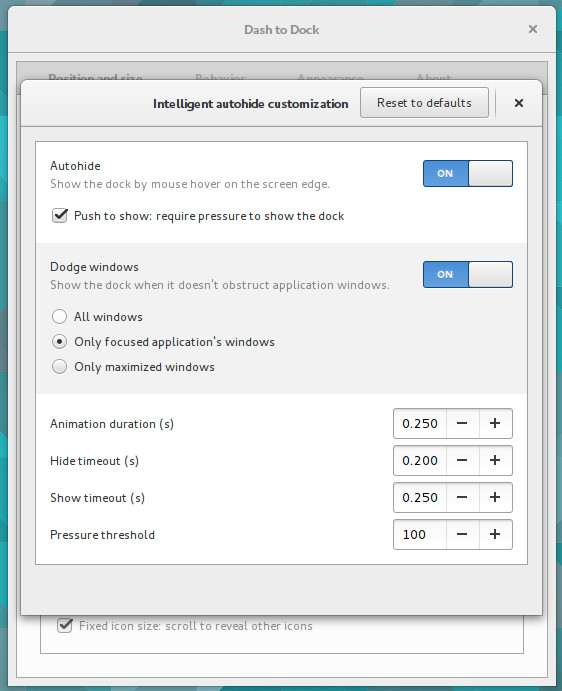 Dash to Dock
Position and size Behavior Appearance About
Intelligent autohide customization Reset to defaults
Autohide
Show the dock by mouse hover on the screen edge.
ON
Push to show: require pressure to show the dock
Dodge windows
Show the dock when it doesn't obstruct application windows.
ON
All windows
Only focused application's windows
Only maximized windows
Animation duration (s) 0.250
Hide timeout (s) 0.200
Show timeout (s) 0.250
Pressure threshold 100
Fixed icon size: scroll to reveal other icons